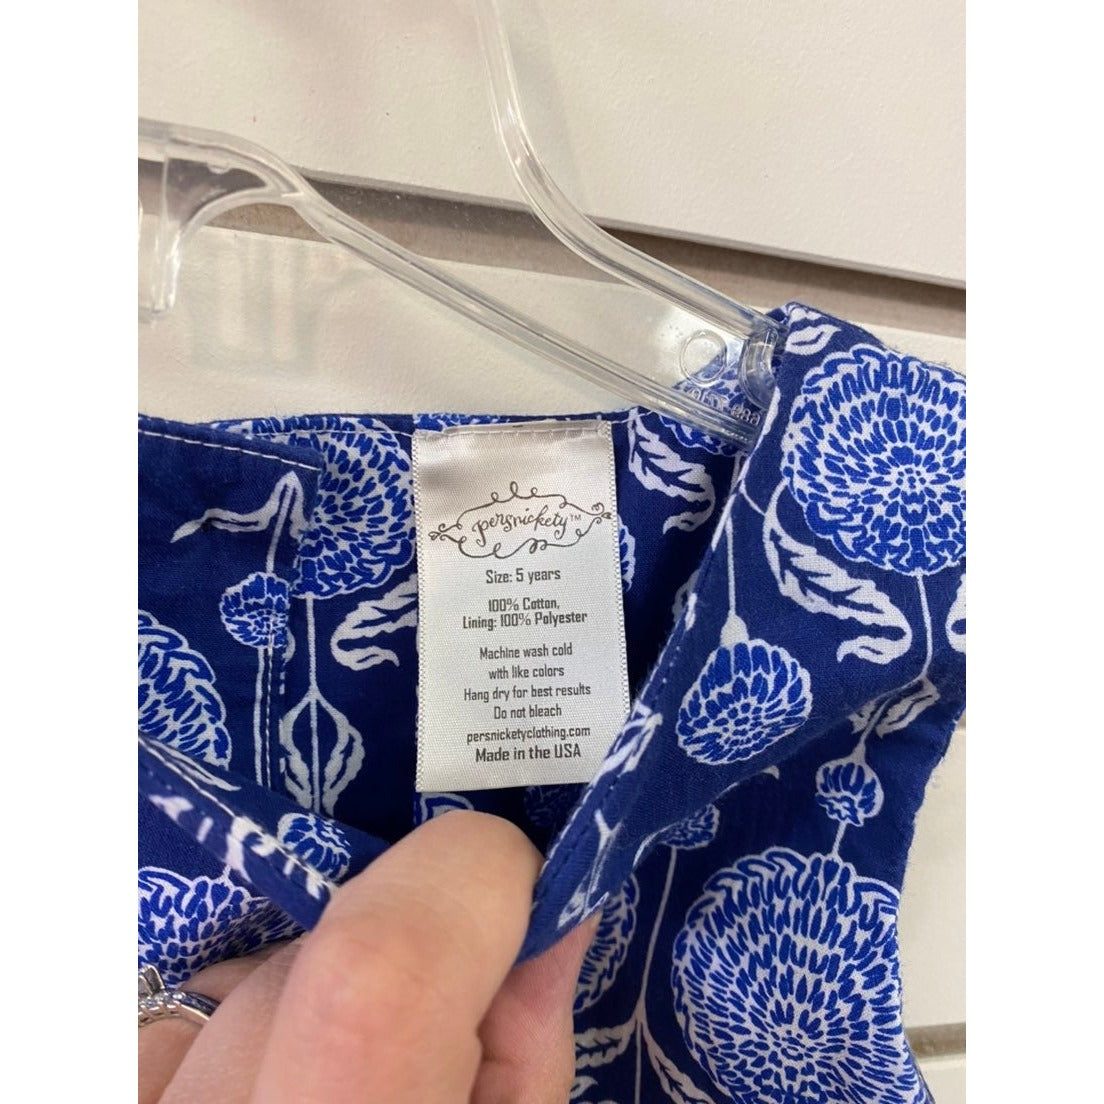 persnickety™
Size: 5 years
100% Cotton,
Lining: 100% Polyester
Machine wash cold
with like colors
Hang dry for best results
Do not bleach
persnicketyclothing.com
Made in the USA